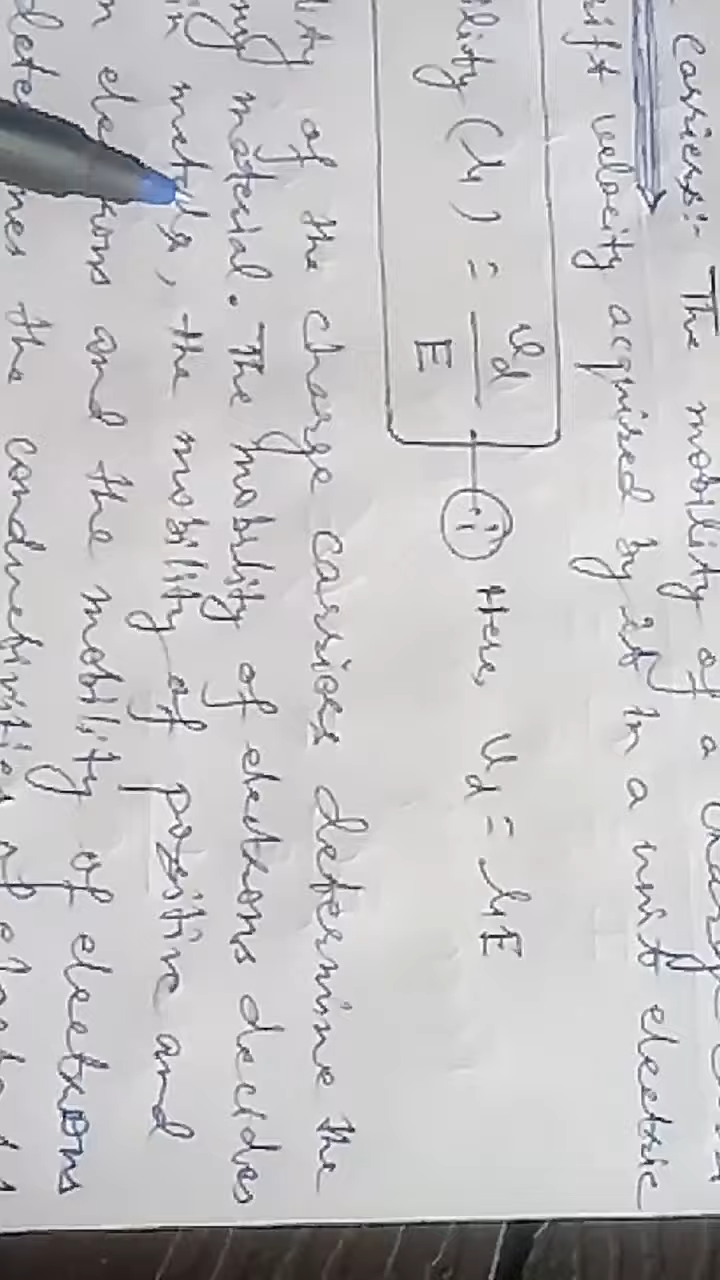 carriers:- The mobility of a
drift velocity acquired by it in a unit electric
mobility (μ) = vd/E (i) Here, vd = μE
of the charge carriers determine the
material. The mobility of electrons decides
in metals, the mobility of positive and
electrons and the mobility of electrons
the conductivities of